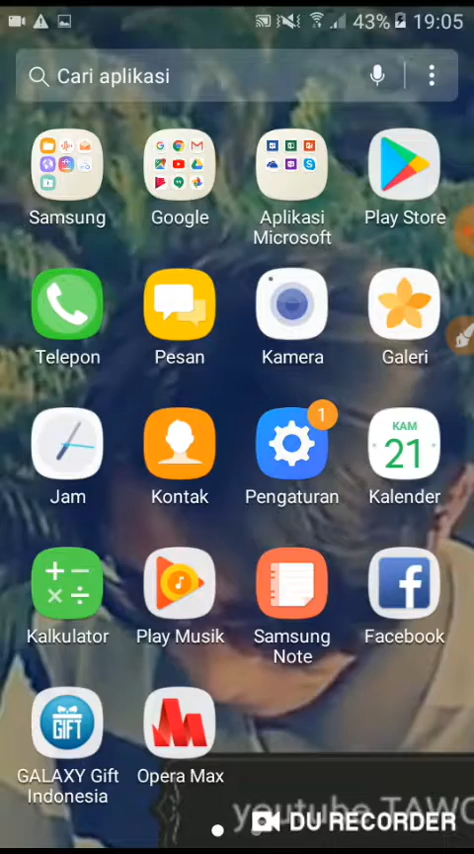 43% 19:05
Cari aplikasi
Samsung
Google
Aplikasi
Microsoft
Play Store
Telepon
Pesan
Kamera
Galeri
1
KAM
21
Jam
Kontak
Pengaturan
Kalender
Kalkulator
Play Musik
Samsung
Note
Facebook
GIFT
GALAXY Gift
Indonesia
Opera Max
youtube TAWO
DU RECORDER